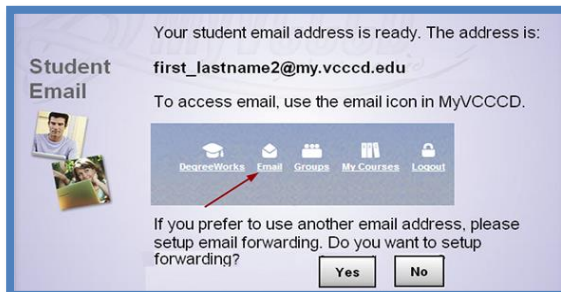 Your student email address is ready. The address is:
Student
Email
first_lastname2@my.vcccd.edu
To access email, use the email icon in MyVCCCD.
DegreeWorks Email Groups My Courses Logout
If you prefer to use another email address, please
setup email forwarding. Do you want to setup
forwarding?
Yes No